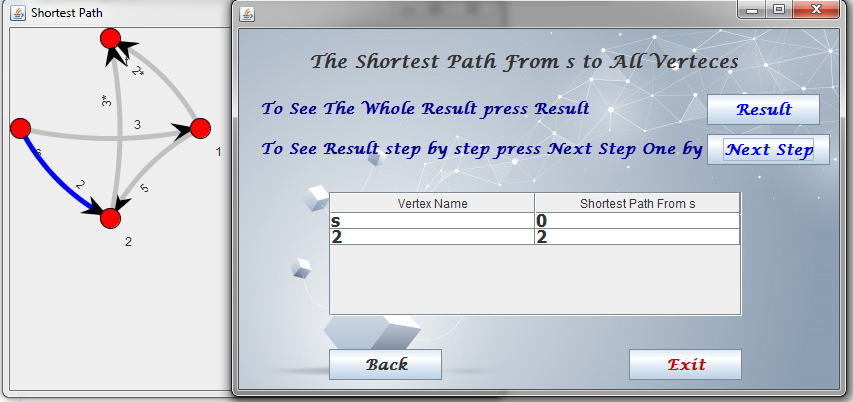 Shortest Path
2*
3*
3
1
2
5
2
The Shortest Path From s to All Verteces
To See The Whole Result press Result
Result
To See Result step by step press Next Step One by
Next Step
Vertex Name
Shortest Path From s
s
0
2
2
Back
Exit